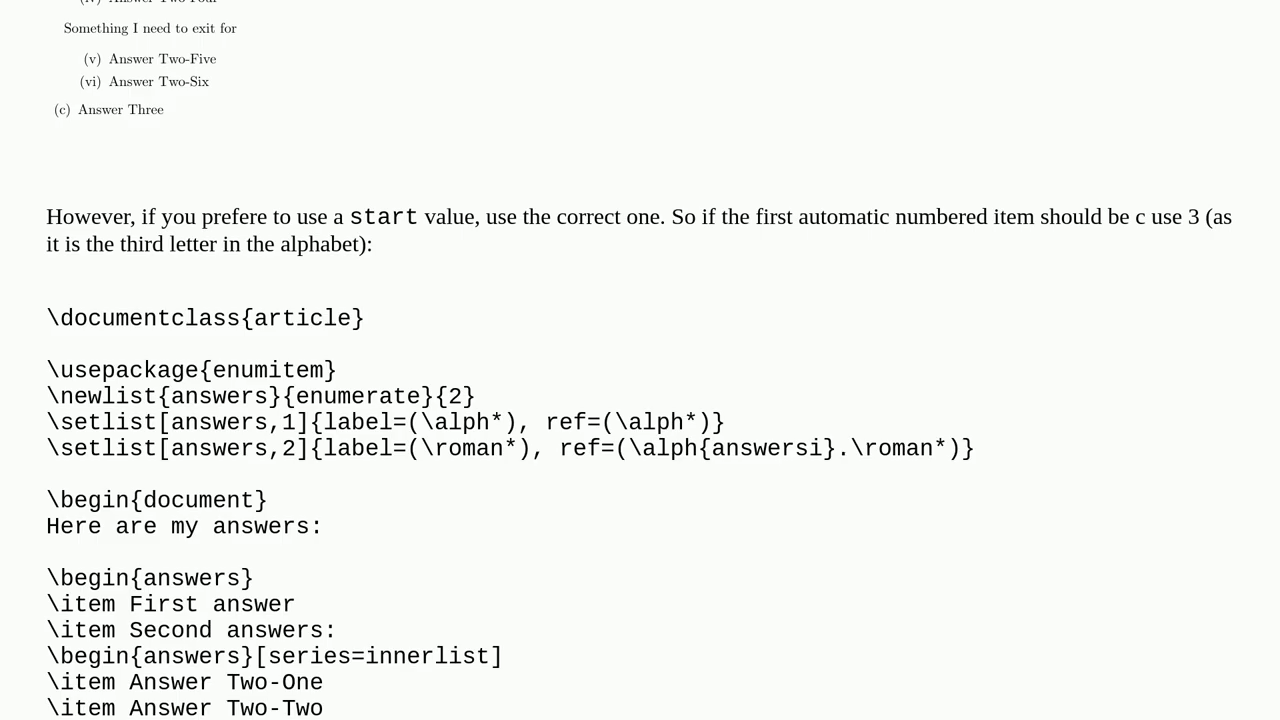 (iv) Answer Two-Four
Something I need to exit for
(v) Answer Two-Five
(vi) Answer Two-Six
(c) Answer Three
However, if you prefere to use a start value, use the correct one. So if the first automatic numbered item should be c use 3 (as
it is the third letter in the alphabet):
\documentclass{article}
\usepackage{enumitem}
\newlist{answers}{enumerate}{2}
\setlist[answers,1]{label=(\alph*), ref=(\alph*)}
\setlist[answers,2]{label=(\roman*), ref=(\alph{answersi}.\roman*)}
\begin{document}
Here are my answers:
\begin{answers}
\item First answer
\item Second answers:
\begin{answers}[series=innerlist]
\item Answer Two-One
\item Answer Two-Two